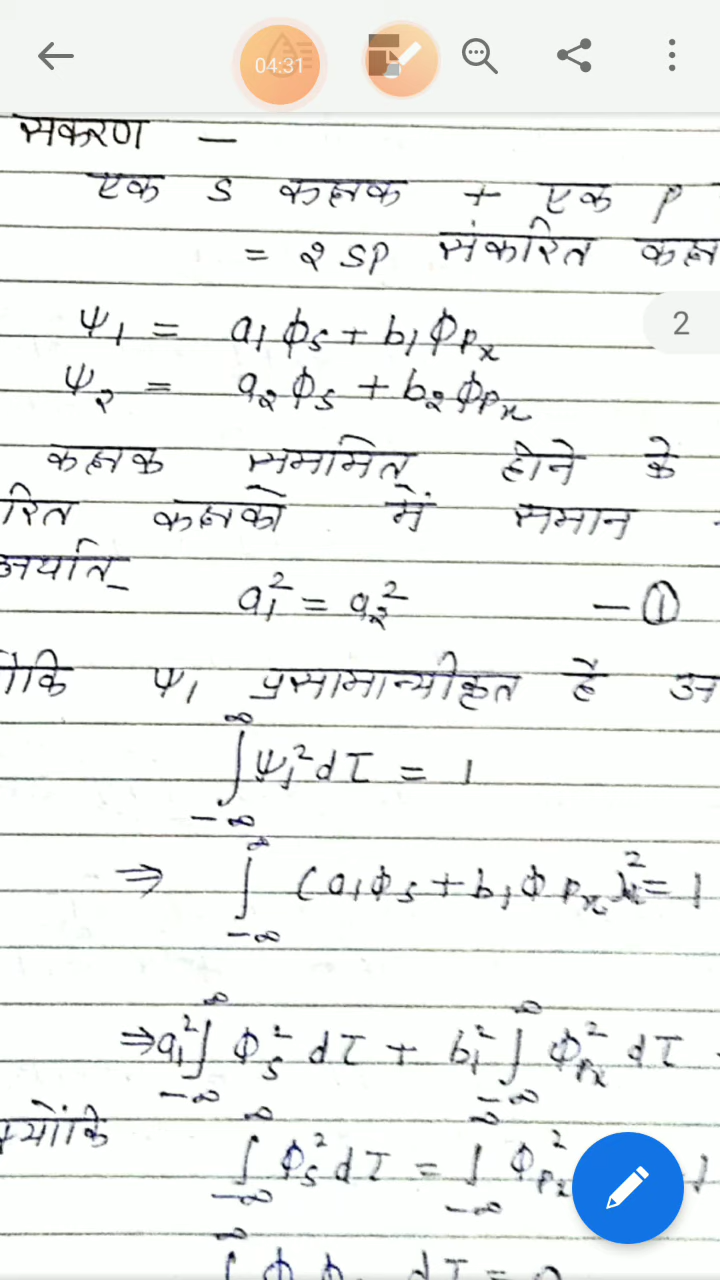 04:31
संकरण —
एक s कक्षक + एक p
= 2 sp संकरित कक्ष
2
ψ₁ = a₁ϕs + b₁ϕpₓ
ψ₂ = a₂ϕs + b₂ϕpₓ
कक्षक सममित होने के
रित कक्षकों में समान
अर्थात्
a₁² = a₂² — ①
ψ₁ प्रसामान्यीकृत है अ
∫_{-∞}^{∞} ψ₁² dτ = 1
⇒ ∫_{-∞}^{∞} (a₁ϕs + b₁ϕpₓ)² = 1
⇒ a₁² ∫_{-∞}^{∞} ϕs² dτ + b₁² ∫_{-∞}^{∞} ϕpₓ² dτ
क्योंकि
∫_{-∞}^{∞} ϕs² dτ = ∫_{-∞}^{∞} ϕpₓ² 1